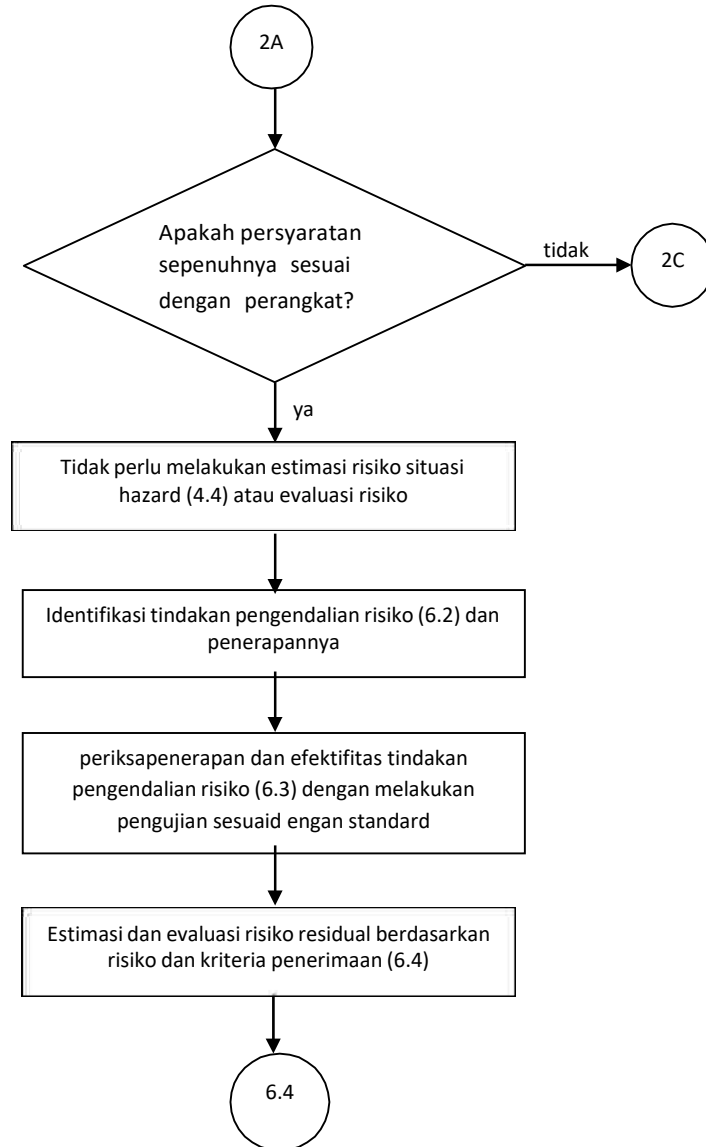 2A
Apakah persyaratan
sepenuhnya sesuai
dengan perangkat?
tidak
2C
ya
Tidak perlu melakukan estimasi risiko situasi
hazard (4.4) atau evaluasi risiko
Identifikasi tindakan pengendalian risiko (6.2) dan
penerapannya
periksapenerapan dan efektifitas tindakan
pengendalian risiko (6.3) dengan melakukan
pengujian sesuaid engan standard
Estimasi dan evaluasi risiko residual berdasarkan
risiko dan kriteria penerimaan (6.4)
6.4